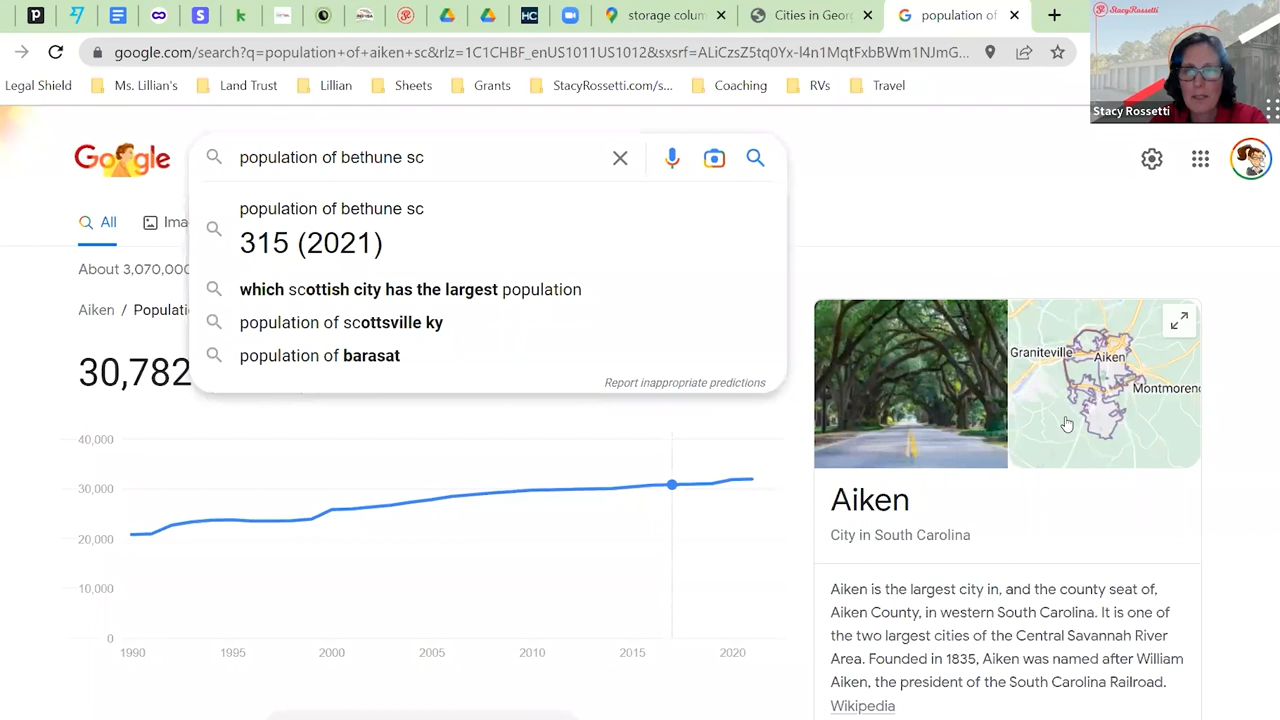 storage colum
Cities in Geor
population of
google.com/search?q=population+of+aiken+sc&rlz=1C1CHBF_enUS1011US1012&sxsrf=ALiCzsZ5tq0Yx-l4n1MqtFxbBWm1NJmG...
StacyRossetti
Stacy Rossetti
Legal Shield
Ms. Lillian's
Land Trust
Lillian
Sheets
Grants
StacyRossetti.com/s...
Coaching
RVs
Travel
Google
population of bethune sc
population of bethune sc
315 (2021)
which scottish city has the largest population
population of scottsville ky
population of barasat
Report inappropriate predictions
All
Ima
About 3,070,000
Aiken / Populati
30,782
40,000
30,000
20,000
10,000
0
1990
1995
2000
2005
2010
2015
2020
Graniteville
Aiken
Montmorenc
Aiken
City in South Carolina
Aiken is the largest city in, and the county seat of,
Aiken County, in western South Carolina. It is one of
the two largest cities of the Central Savannah River
Area. Founded in 1835, Aiken was named after William
Aiken, the president of the South Carolina Railroad.
Wikipedia